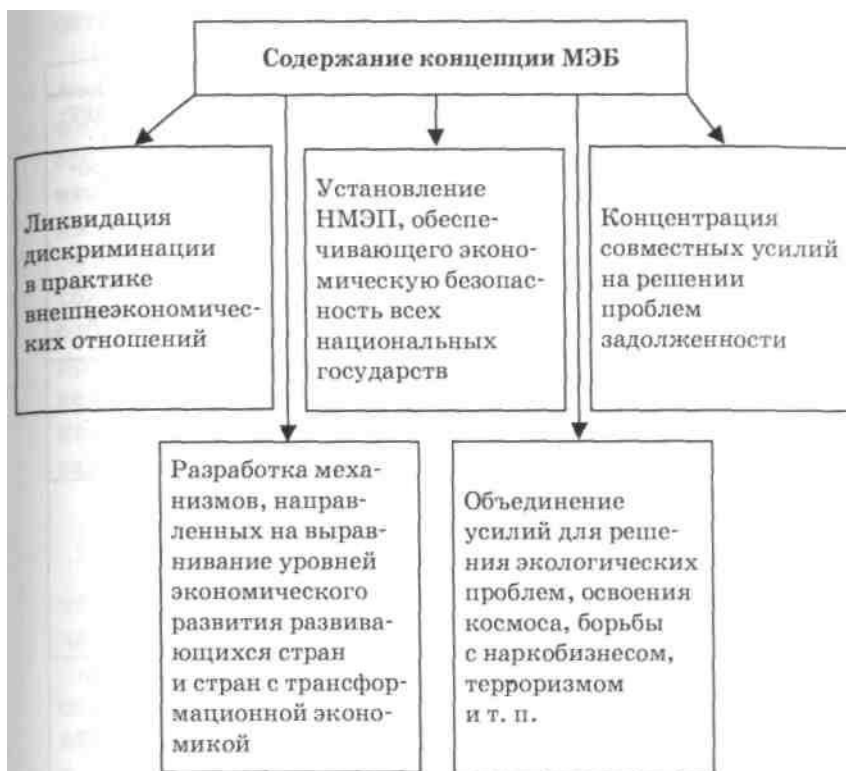 Содержание концепции МЭБ
Ликвидация
дискриминации
в практике
внешнеэкономичес-
ких отношений
Установление
НМЭП, обеспе-
чивающего эконо-
мическую безопас-
ность всех
национальных
государств
Концентрация
совместных усилий
на решении
проблем
задолженности
Разработка меха-
низмов, направ-
ленных на вырав-
нивание уровней
экономического
развития развива-
ющихся стран
и стран с трансфор-
мационной эконо-
микой
Объединение
усилий для реше-
ния экологических
проблем, освоения
космоса, борьбы
с наркобизнесом,
терроризмом
и т. п.